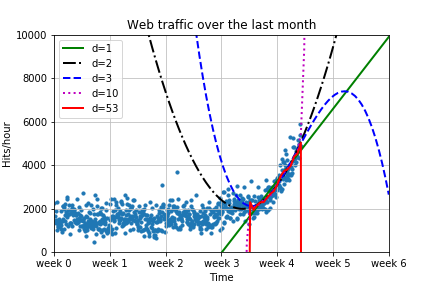 Web traffic over the last month
10000
8000
6000
4000
2000
0
Hits/hour
d=1
d=2
d=3
d=10
d=53
week 0 week 1 week 2 week 3 week 4 week 5 week 6
Time